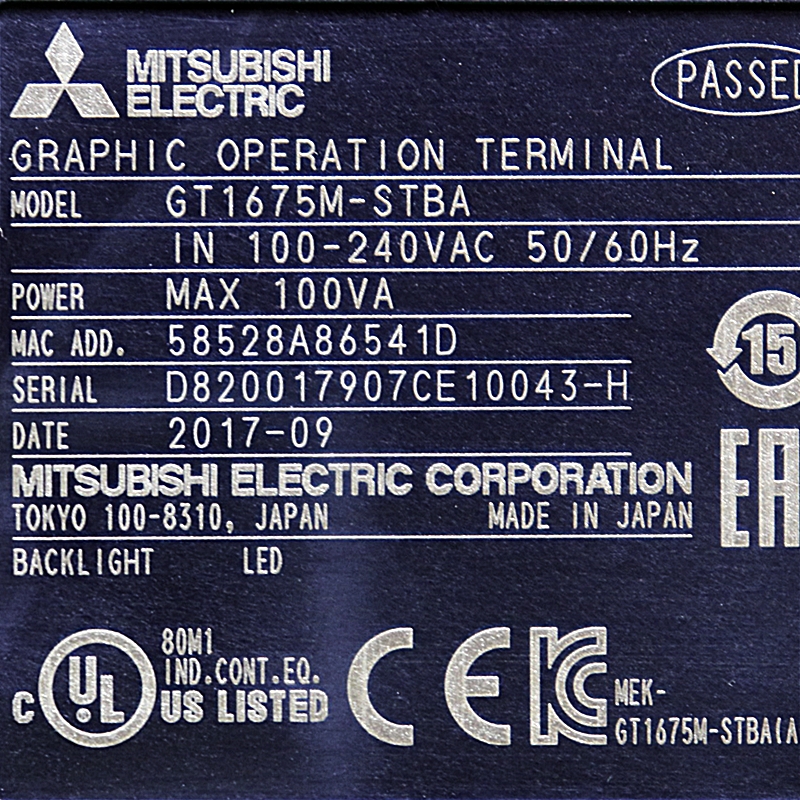 MITSUBISHI
ELECTRIC
PASSED
GRAPHIC OPERATION TERMINAL
MODEL GT1675M-STBA
IN 100-240VAC 50/60Hz
POWER MAX 100VA
MAC ADD. 58528A86541D
SERIAL D820017907CE10043-H
DATE 2017-09
15
EAC
MITSUBISHI ELECTRIC CORPORATION
TOKYO 100-8310, JAPAN MADE IN JAPAN
BACKLIGHT LED
80M1
IND.CONT.EQ.
C UL US LISTED
CE
KC
MEK-
GT1675M-STBA(A